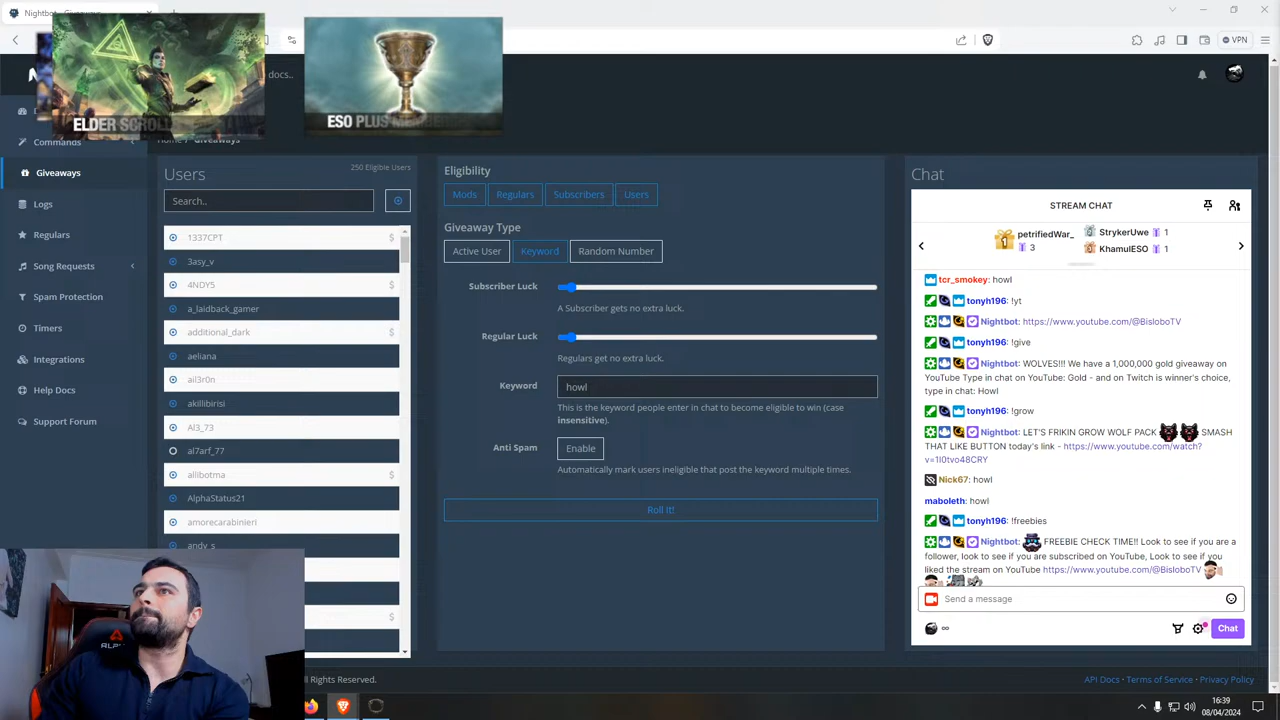 Nightbot - Giveaways
VPN
docs..
ELDER SCROLL
ESO PLUS MEMBE
Home / Giveaways
Commands
Giveaways
Logs
Regulars
Song Requests
Spam Protection
Timers
Integrations
Help Docs
Support Forum
Users
250 Eligible Users
Search..
1337CPT $
3asy_v
4NDY5 $
a_laidback_gamer
additional_dark $
aeliana
ail3r0n
akillibirisi
Al3_73
al7arf_77
allibotma $
AlphaStatus21
amorecarabinieri
andy_s
$
Eligibility
Mods
Regulars
Subscribers
Users
Giveaway Type
Active User
Keyword
Random Number
Subscriber Luck
A Subscriber gets no extra luck.
Regular Luck
Regulars get no extra luck.
Keyword
howl
This is the keyword people enter in chat to become eligible to win (case
insensitive).
Anti Spam
Enable
Automatically mark users ineligible that post the keyword multiple times.
Roll It!
Chat
STREAM CHAT
1 petrifiedWar_ 3
StrykerUwe 1
KhamulESO 1
tcr_smokey: howl
tonyh196: !yt
Nightbot: https://www.youtube.com/@BisloboTV
tonyh196: !give
Nightbot: WOLVES!!! We have a 1,000,000 gold giveaway on
YouTube Type in chat on YouTube: Gold - and on Twitch is winner's choice,
type in chat: Howl
tonyh196: !grow
Nightbot: LET'S FRIKIN GROW WOLF PACK SMASH
THAT LIKE BUTTON today's link - https://www.youtube.com/watch?
v=1I0tvo48CRY
Nick67: howl
maboleth: howl
tonyh196: !freebies
Nightbot: FREEBIE CHECK TIME!! Look to see if you are a
follower, look to see if you are subscribed on YouTube, Look to see if you
liked the stream on YouTube https://www.youtube.com/@BisloboTV
Send a message
∞
Chat
ALPH
l Rights Reserved.
API Docs · Terms of Service · Privacy Policy
16:39
08/04/2024